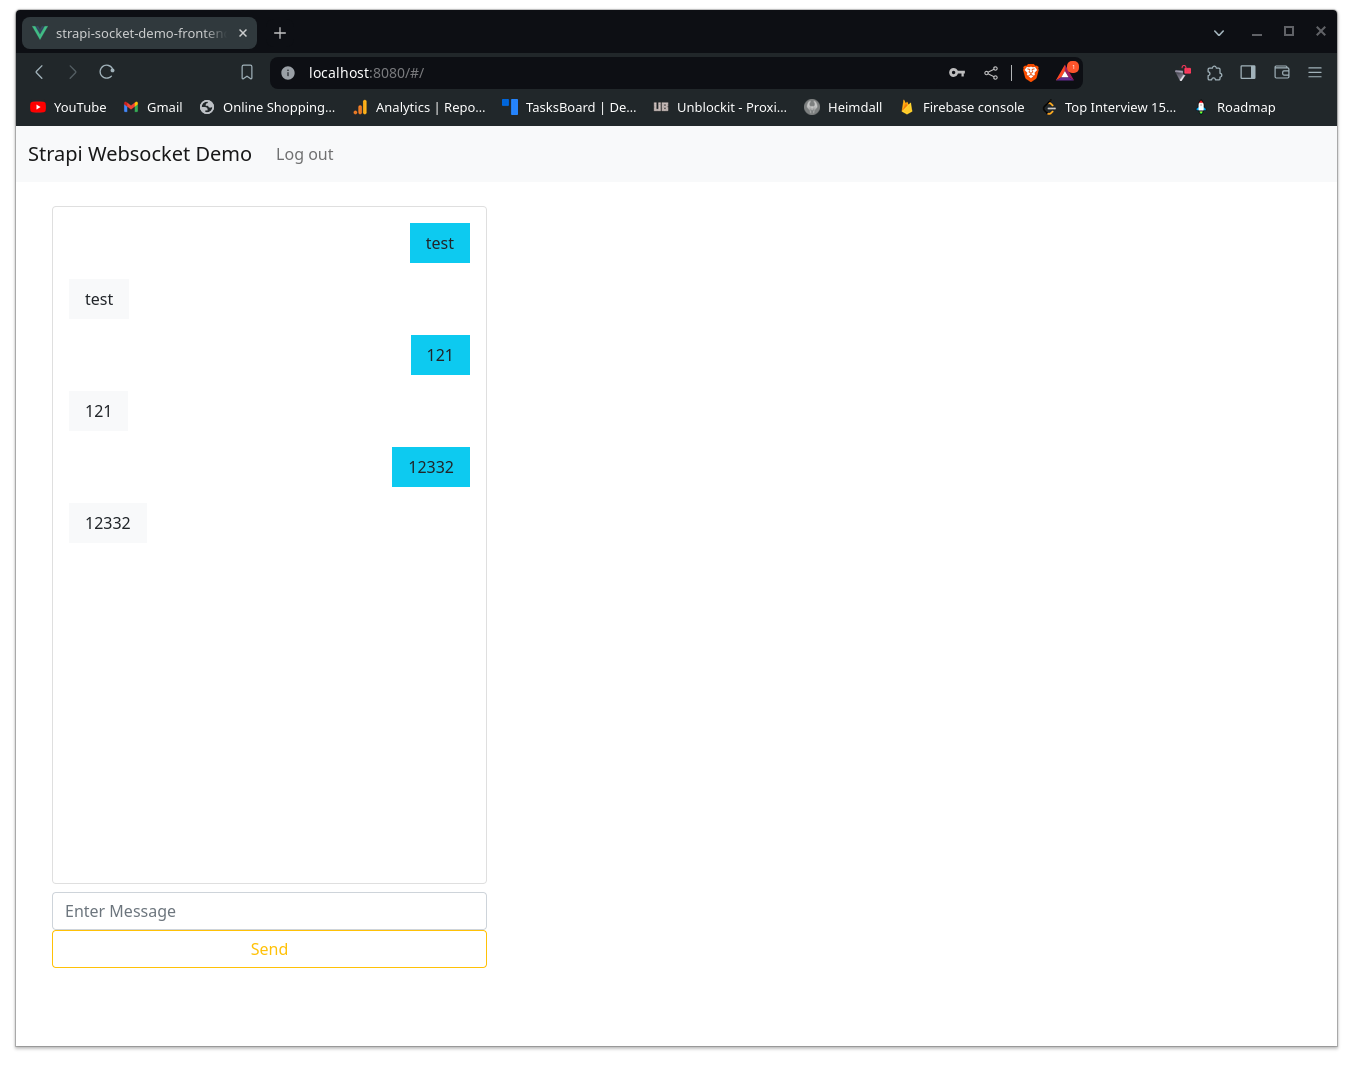 strapi-socket-demo-fronten
localhost:8080/#/
YouTube Gmail Online Shopping... Analytics | Repo... TasksBoard | De... UB Unblockit - Proxi... Heimdall Firebase console Top Interview 15... Roadmap
Strapi Websocket Demo Log out
test
test
121
121
12332
12332
Enter Message
Send